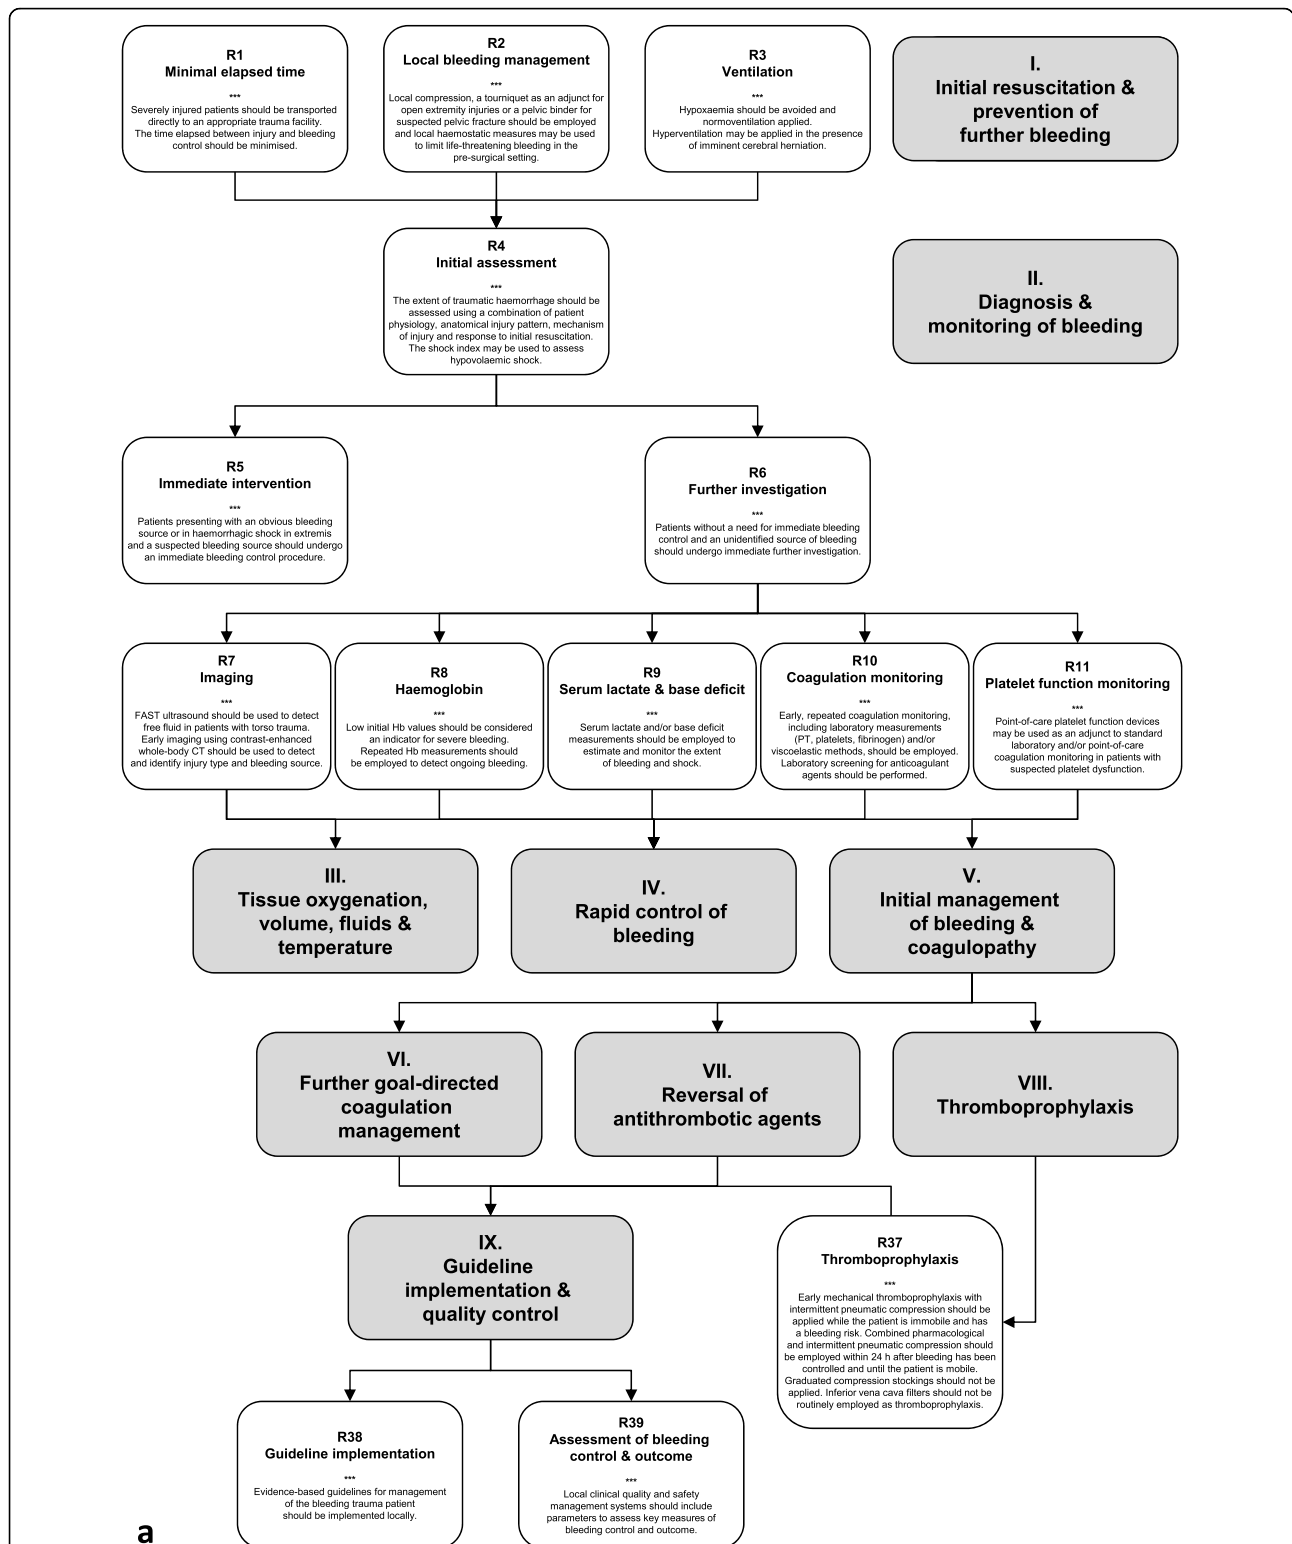 R1
Minimal elapsed time
***
Severely injured patients should be transported
directly to an appropriate trauma facility.
The time elapsed between injury and bleeding
control should be minimised.
R2
Local bleeding management
***
Local compression, a tourniquet as an adjunct for
open extremity injuries or a pelvic binder for
suspected pelvic fracture should be employed
and local haemostatic measures may be used
to limit life-threatening bleeding in the
pre-surgical setting.
R3
Ventilation
***
Hypoxaemia should be avoided and
normoventilation applied.
Hyperventilation may be applied in the presence
of imminent cerebral herniation.
I.
Initial resuscitation &
prevention of
further bleeding
R4
Initial assessment
***
The extent of traumatic haemorrhage should be
assessed using a combination of patient
physiology, anatomical injury pattern, mechanism
of injury and response to initial resuscitation.
The shock index may be used to assess
hypovolaemic shock.
II.
Diagnosis &
monitoring of bleeding
R5
Immediate intervention
***
Patients presenting with an obvious bleeding
source or in haemorrhagic shock in extremis
and a suspected bleeding source should undergo
an immediate bleeding control procedure.
R6
Further investigation
***
Patients without a need for immediate bleeding
control and an unidentified source of bleeding
should undergo immediate further investigation.
R7
Imaging
***
FAST ultrasound should be used to detect
free fluid in patients with torso trauma.
Early imaging using contrast-enhanced
whole-body CT should be used to detect
and identify injury type and bleeding source.
R8
Haemoglobin
***
Low initial Hb values should be considered
an indicator for severe bleeding.
Repeated Hb measurements should
be employed to detect ongoing bleeding.
R9
Serum lactate & base deficit
***
Serum lactate and/or base deficit
measurements should be employed to
estimate and monitor the extent
of bleeding and shock.
R10
Coagulation monitoring
***
Early, repeated coagulation monitoring,
including laboratory measurements
(PT, platelets, fibrinogen) and/or
viscoelastic methods, should be employed.
Laboratory screening for anticoagulant
agents should be performed.
R11
Platelet function monitoring
***
Point-of-care platelet function devices
may be used as an adjunct to standard
laboratory and/or point-of-care
coagulation monitoring in patients with
suspected platelet dysfunction.
III.
Tissue oxygenation,
volume, fluids &
temperature
IV.
Rapid control of
bleeding
V.
Initial management
of bleeding &
coagulopathy
VI.
Further goal-directed
coagulation
management
VII.
Reversal of
antithrombotic agents
VIII.
Thromboprophylaxis
IX.
Guideline
implementation &
quality control
R37
Thromboprophylaxis
***
Early mechanical thromboprophylaxis with
intermittent pneumatic compression should be
applied while the patient is immobile and has
a bleeding risk. Combined pharmacological
and intermittent pneumatic compression should
be employed within 24 h after bleeding has been
controlled and until the patient is mobile.
Graduated compression stockings should not be
applied. Inferior vena cava filters should not be
routinely employed as thromboprophylaxis.
R38
Guideline implementation
***
Evidence-based guidelines for management
of the bleeding trauma patient
should be implemented locally.
R39
Assessment of bleeding
control & outcome
***
Local clinical quality and safety
management systems should include
parameters to assess key measures of
bleeding control and outcome.
a